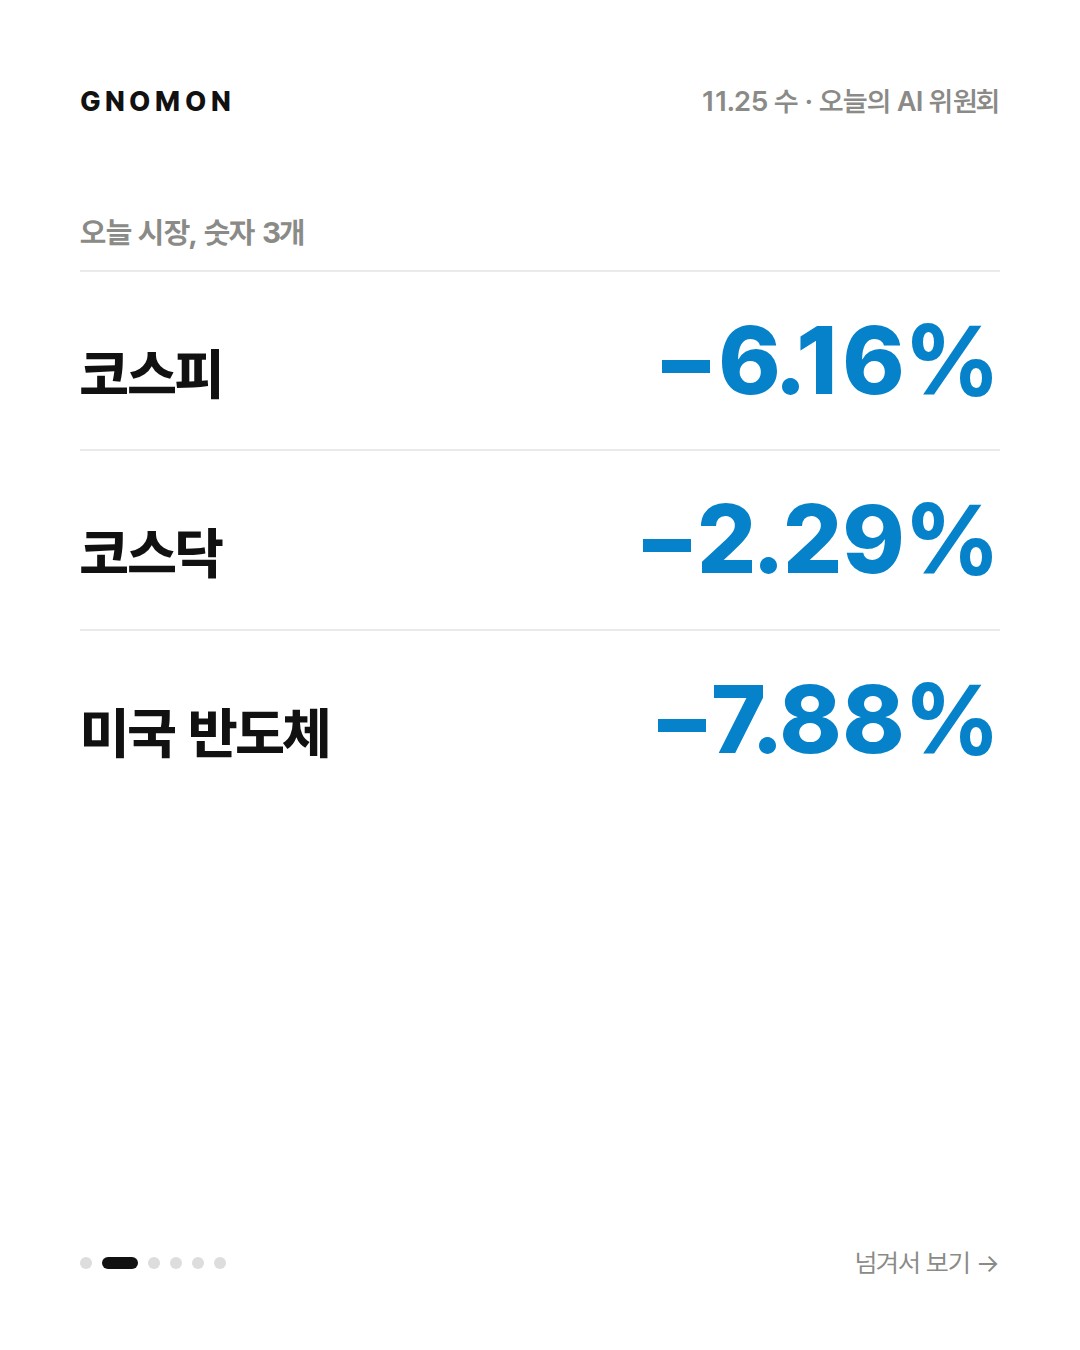 GNOMON
11.25 수 · 오늘의 AI 위원회
오늘 시장, 숫자 3개
코스피 −6.16%
코스닥 −2.29%
미국 반도체 −7.88%
넘겨서 보기 →